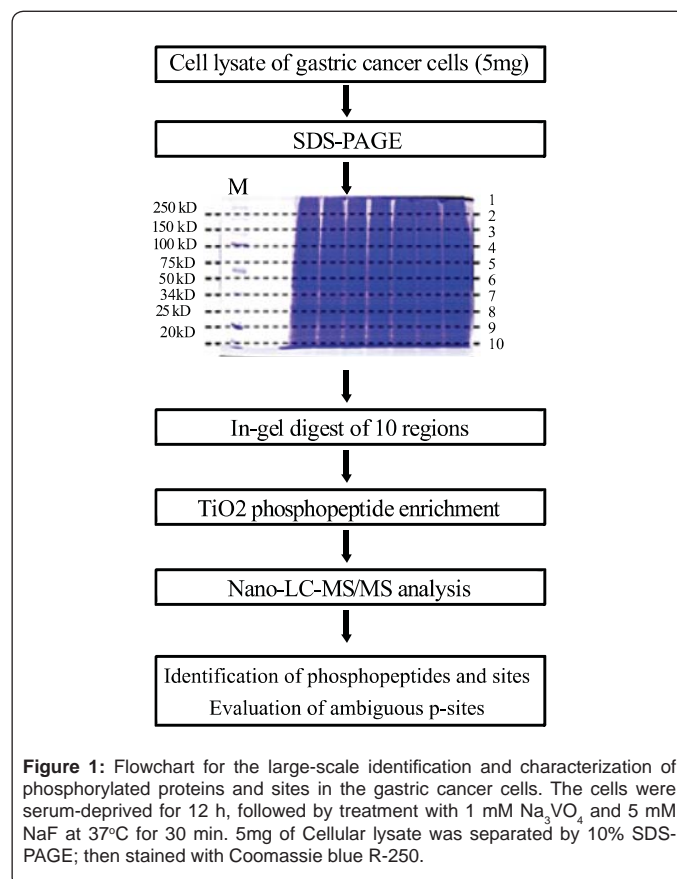 Cell lysate of gastric cancer cells (5mg)
SDS-PAGE
M
250 kD
150 kD
100 kD
75kD
50 kD
34kD
25 kD
20kD
1
2
3
4
5
6
7
8
9
10
In-gel digest of 10 regions
TiO2 phosphopeptide enrichment
Nano-LC-MS/MS analysis
Identification of phosphopeptides and sites
Evaluation of ambiguous p-sites
Figure 1: Flowchart for the large-scale identification and characterization of
phosphorylated proteins and sites in the gastric cancer cells. The cells were
serum-deprived for 12 h, followed by treatment with 1 mM Na₃VO₄ and 5 mM
NaF at 37ºC for 30 min. 5mg of Cellular lysate was separated by 10% SDS-
PAGE; then stained with Coomassie blue R-250.